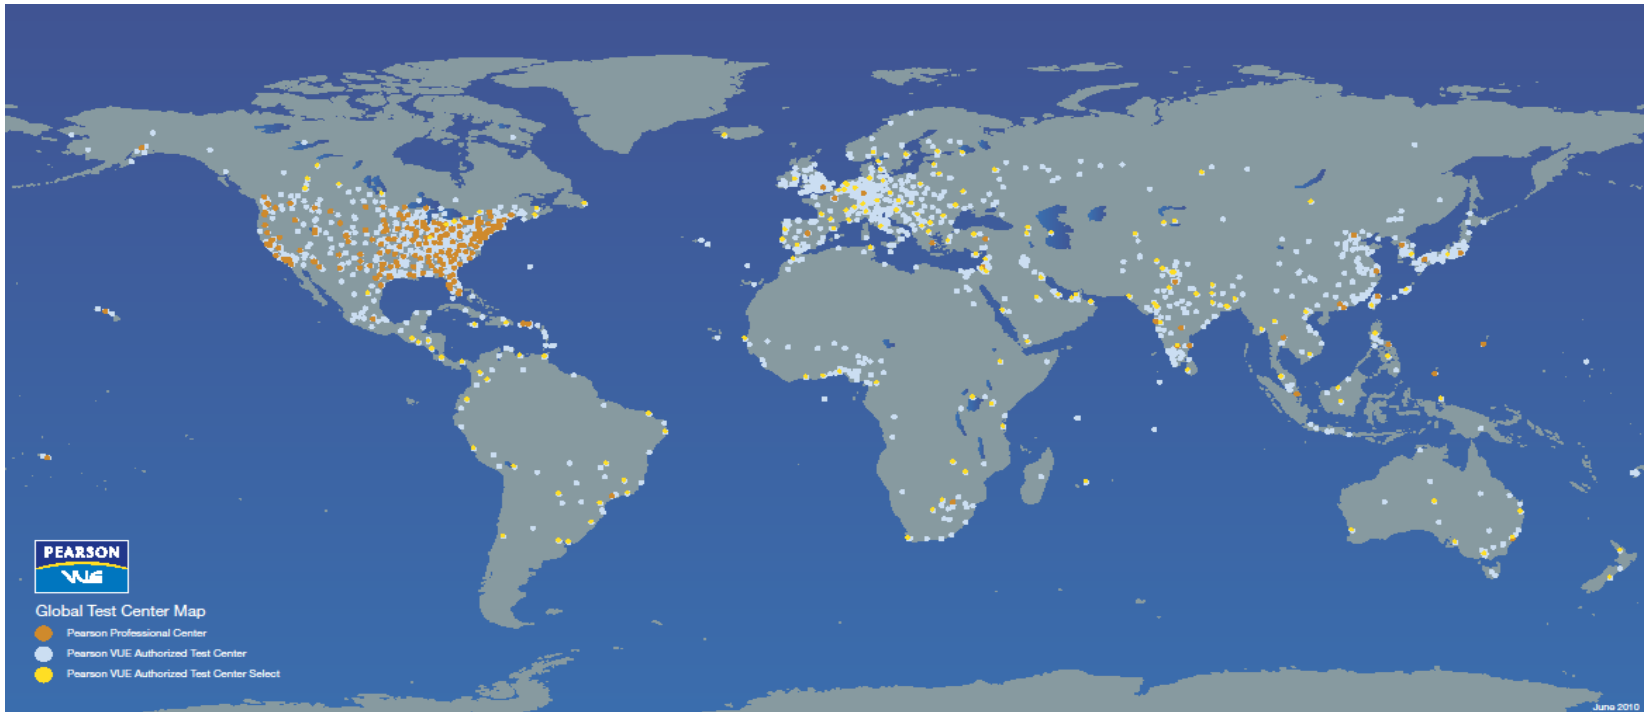 PEARSON
VUE
Global Test Center Map
Pearson Professional Center
Pearson VUE Authorized Test Center
Pearson VUE Authorized Test Center Select
June 2010